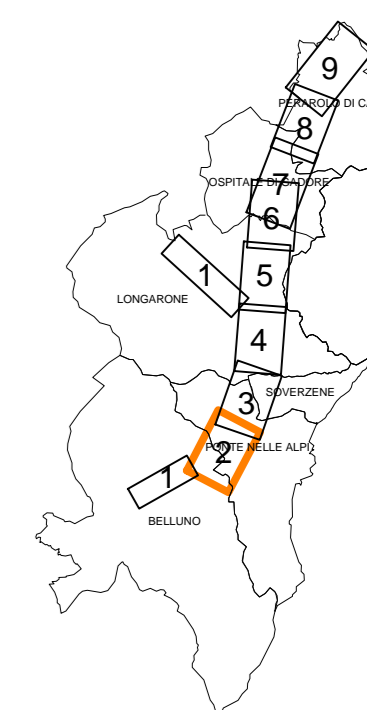 9
PERAROLO DI CA
8
OSPITALE DI CADORE
7
6
1
5
LONGARONE
4
SOVERZENE
3
PONTE NELLE ALPI
2
1
BELLUNO